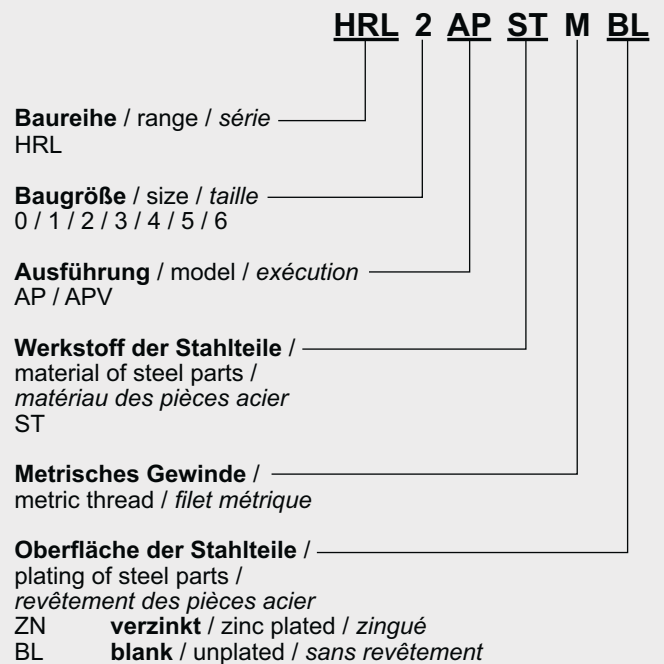 HRL 2 AP ST M BL
Baureihe / range / série
HRL
Baugröße / size / taille
0 / 1 / 2 / 3 / 4 / 5 / 6
Ausführung / model / exécution
AP / APV
Werkstoff der Stahlteile /
material of steel parts /
matériau des pièces acier
ST
Metrisches Gewinde /
metric thread / filet métrique
Oberfläche der Stahlteile /
plating of steel parts /
revêtement des pièces acier
ZN verzinkt / zinc plated / zingué
BL blank / unplated / sans revêtement